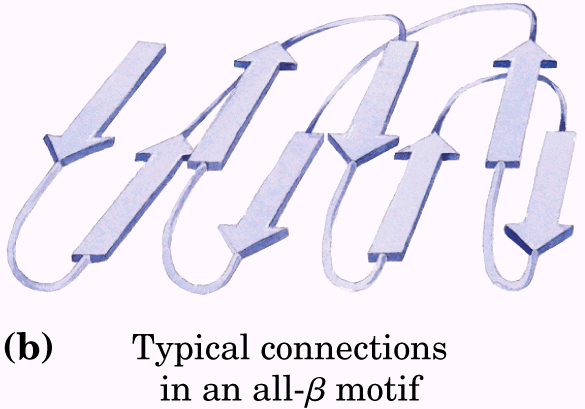 (b) Typical connections
in an all-β motif